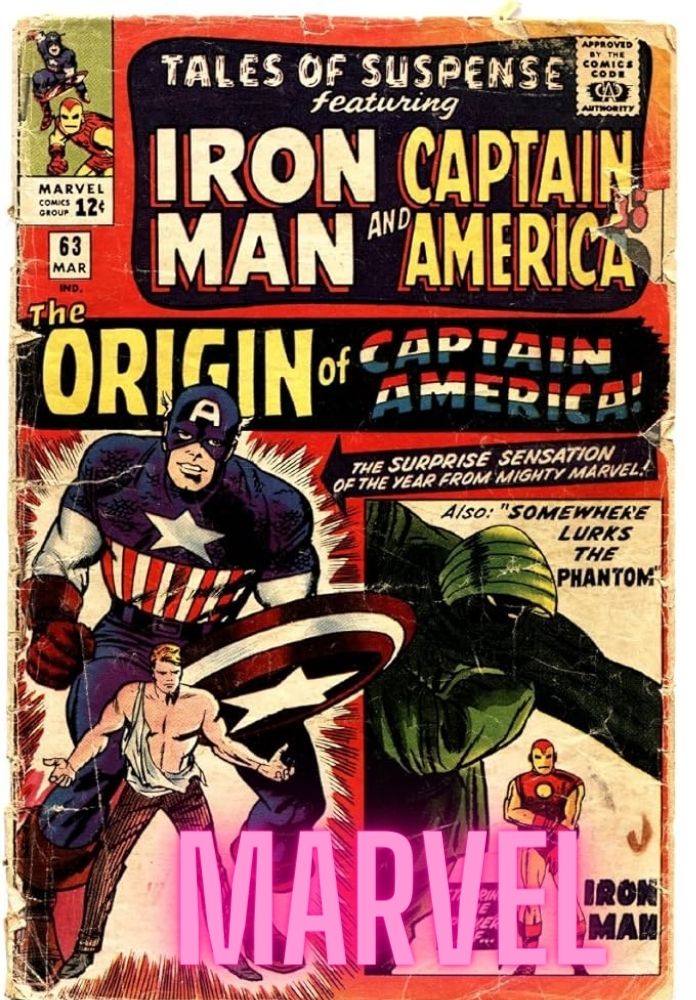 TALES OF SUSPENSE
featuring
IRON MAN AND CAPTAIN AMERICA
APPROVED
BY THE
COMICS
CODE
CA
AUTHORITY
MARVEL
COMICS
GROUP 12¢
63
MAR
IND.
The
ORIGIN of CAPTAIN AMERICA!
A
THE SURPRISE SENSATION
OF THE YEAR FROM MIGHTY MARVEL!
ALSO: "SOMEWHERE
LURKS
THE
PHANTOM"
MARVEL
IRON
MAN